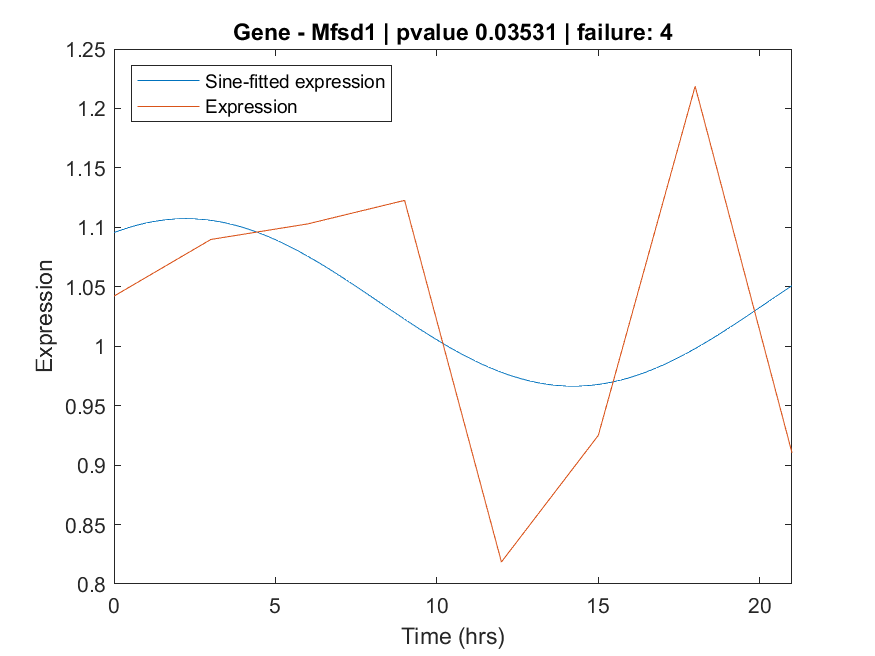 Gene - Mfsd1 | pvalue 0.03531 | failure: 4
Sine-fitted expression
Expression
1.25
1.2
1.15
1.1
1.05
1
0.95
0.9
0.85
0.8
Expression
0 5 10 15 20
Time (hrs)